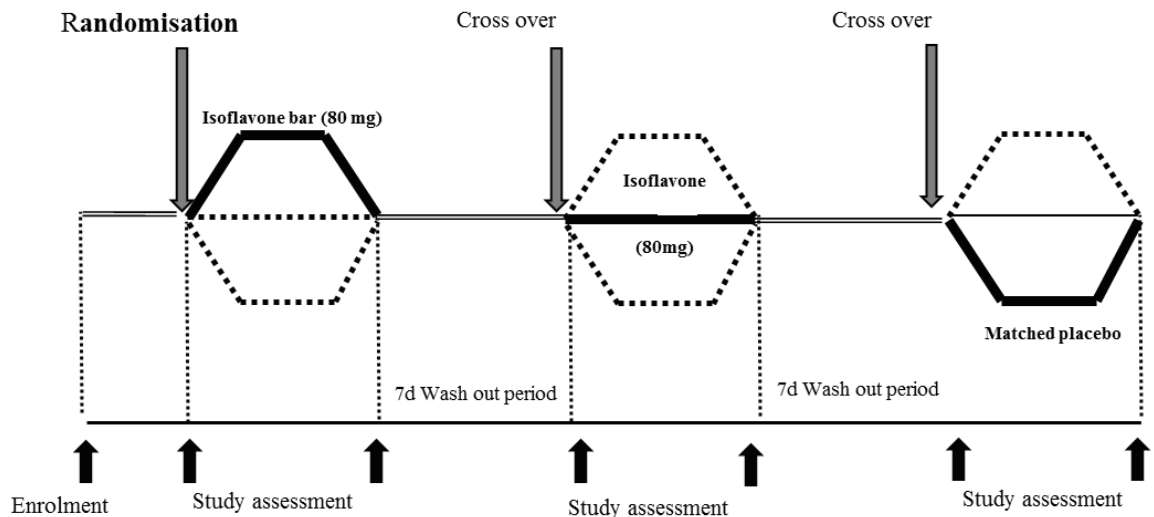 Randomisation
Cross over
Cross over
Isoflavone bar (80 mg)
Isoflavone
(80mg)
Matched placebo
7d Wash out period
7d Wash out period
Enrolment
Study assessment
Study assessment
Study assessment